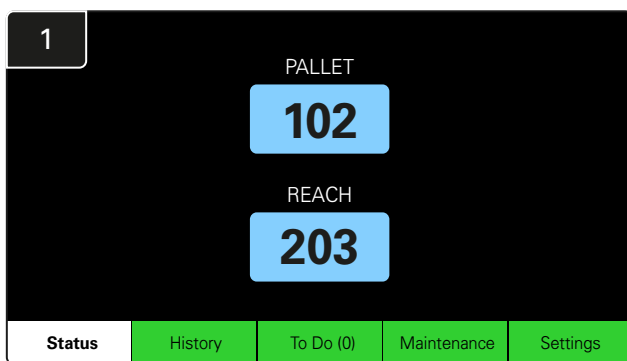 1
PALLET
102
REACH
203
Status History To Do (0) Maintenance Settings